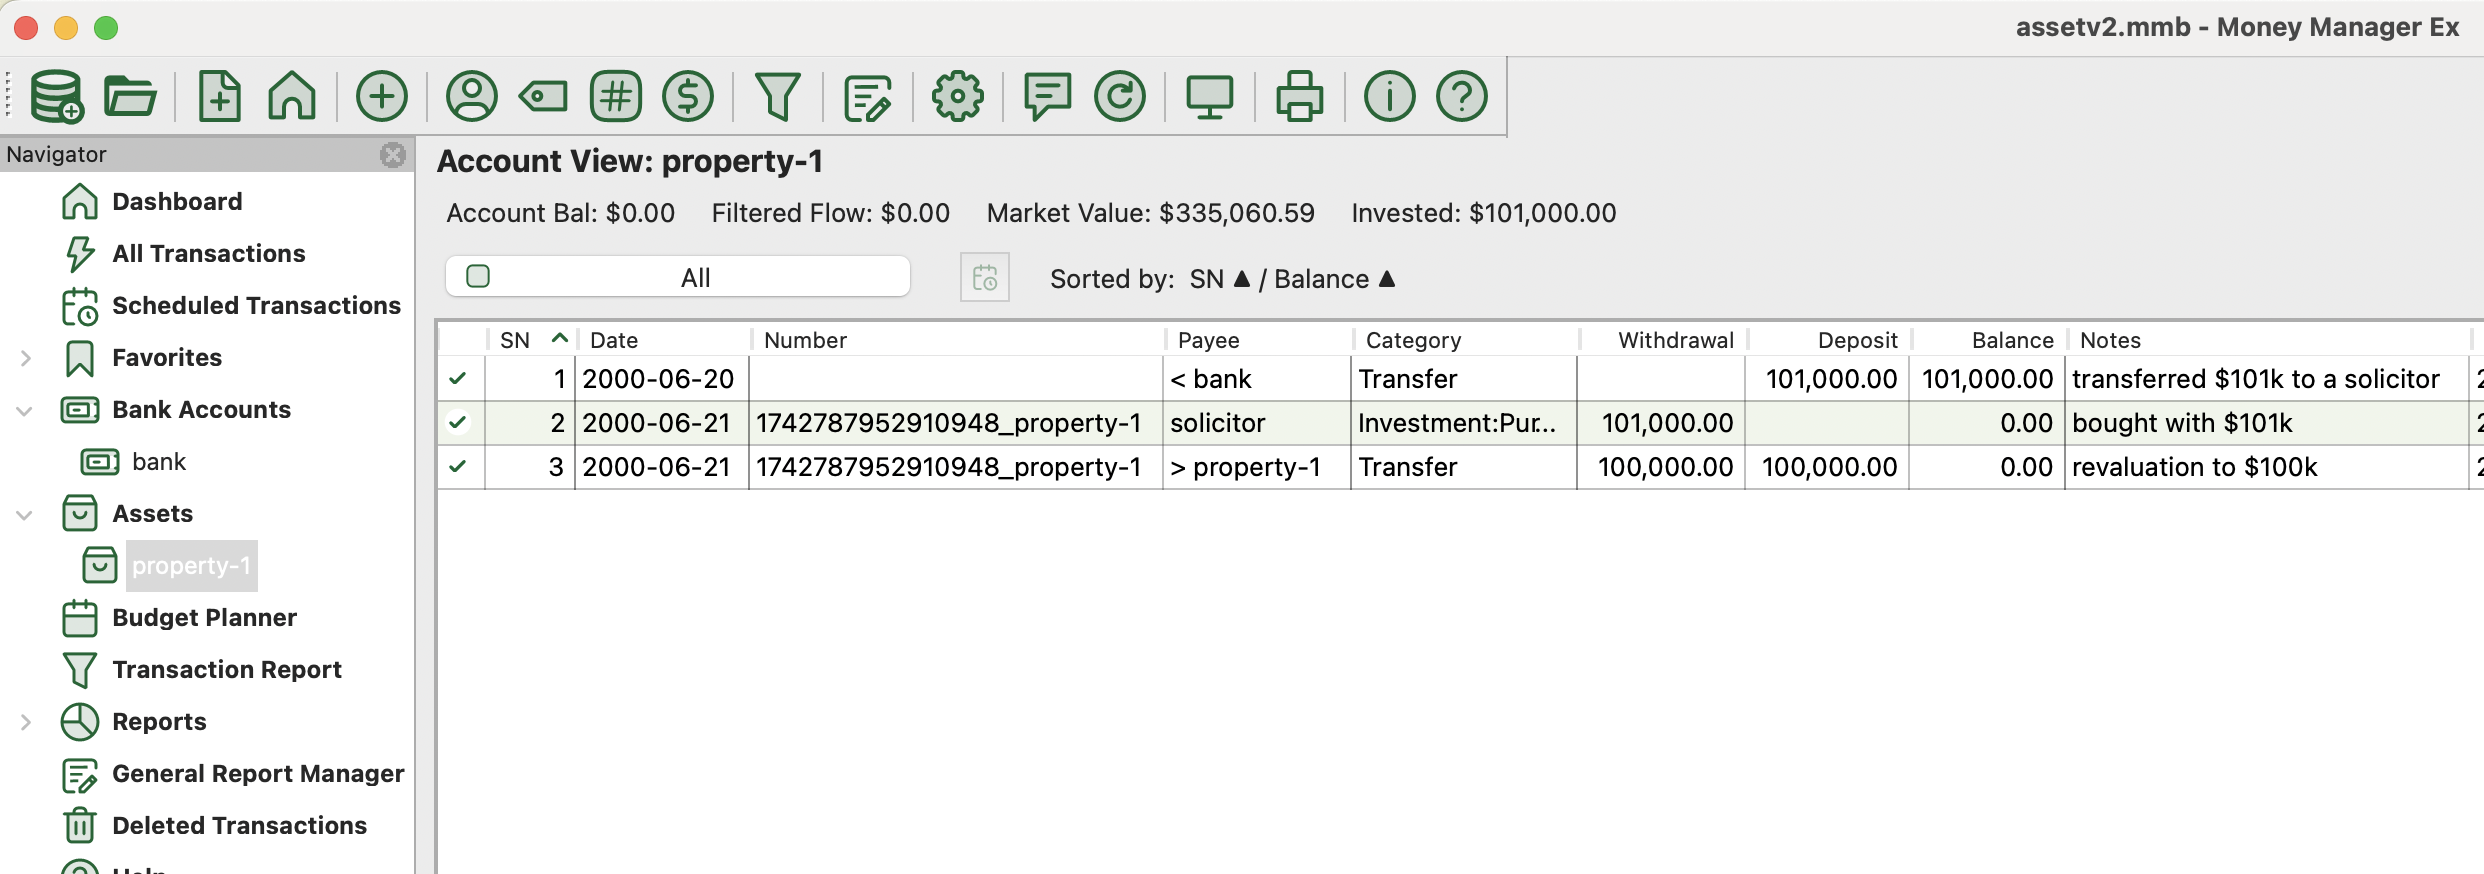 assetv2.mmb - Money Manager Ex
Navigator
Dashboard
All Transactions
Scheduled Transactions
Favorites
Bank Accounts
bank
Assets
property-1
Budget Planner
Transaction Report
Reports
General Report Manager
Deleted Transactions
Account View: property-1
Account Bal: $0.00 Filtered Flow: $0.00 Market Value: $335,060.59 Invested: $101,000.00
All Sorted by: SN ▲ / Balance ▲
SN Date Number Payee Category Withdrawal Deposit Balance Notes
1 2000-06-20 < bank Transfer 101,000.00 101,000.00 transferred $101k to a solicitor
2 2000-06-21 1742787952910948_property-1 solicitor Investment:Pur... 101,000.00 0.00 bought with $101k
3 2000-06-21 1742787952910948_property-1 > property-1 Transfer 100,000.00 100,000.00 0.00 revaluation to $100k